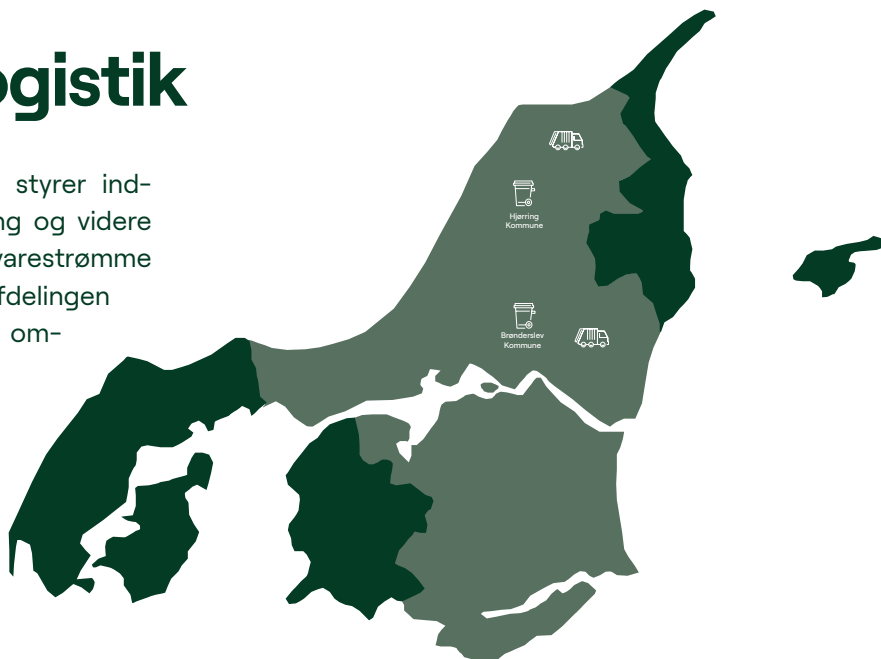 ogistik
styrer ind-
ng og videre
varestrømme
fdelingen
om-
Hjørring
Kommune
Brønderslev
Kommune